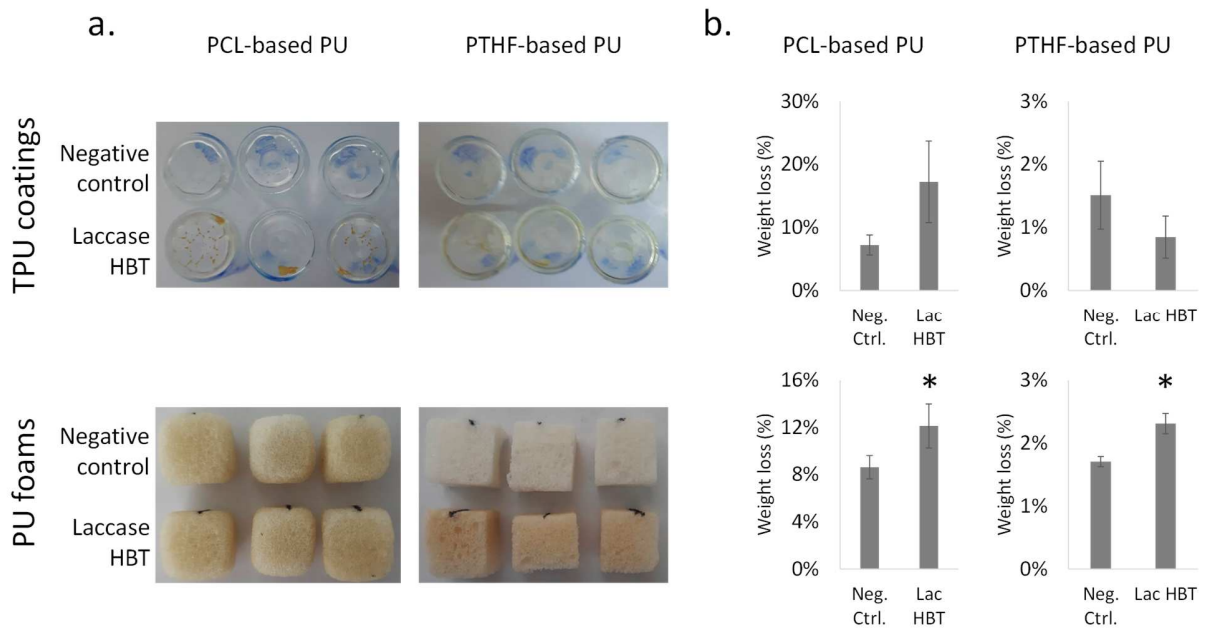 a.
PCL-based PU
PTHF-based PU
TPU coatings
Negative
control
Laccase
HBT
PU foams
Negative
control
Laccase
HBT
b.
PCL-based PU
PTHF-based PU
Weight loss (%)
30%
20%
10%
0%
Neg.
Ctrl.
Lac
HBT
Weight loss (%)
3%
2%
1%
0%
Neg.
Ctrl.
Lac HBT
Weight loss (%)
16%
12%
8%
4%
0%
*
Neg.
Ctrl.
Lac
HBT
Weight loss (%)
3%
2%
1%
0%
*
Neg.
Ctrl.
Lac HBT